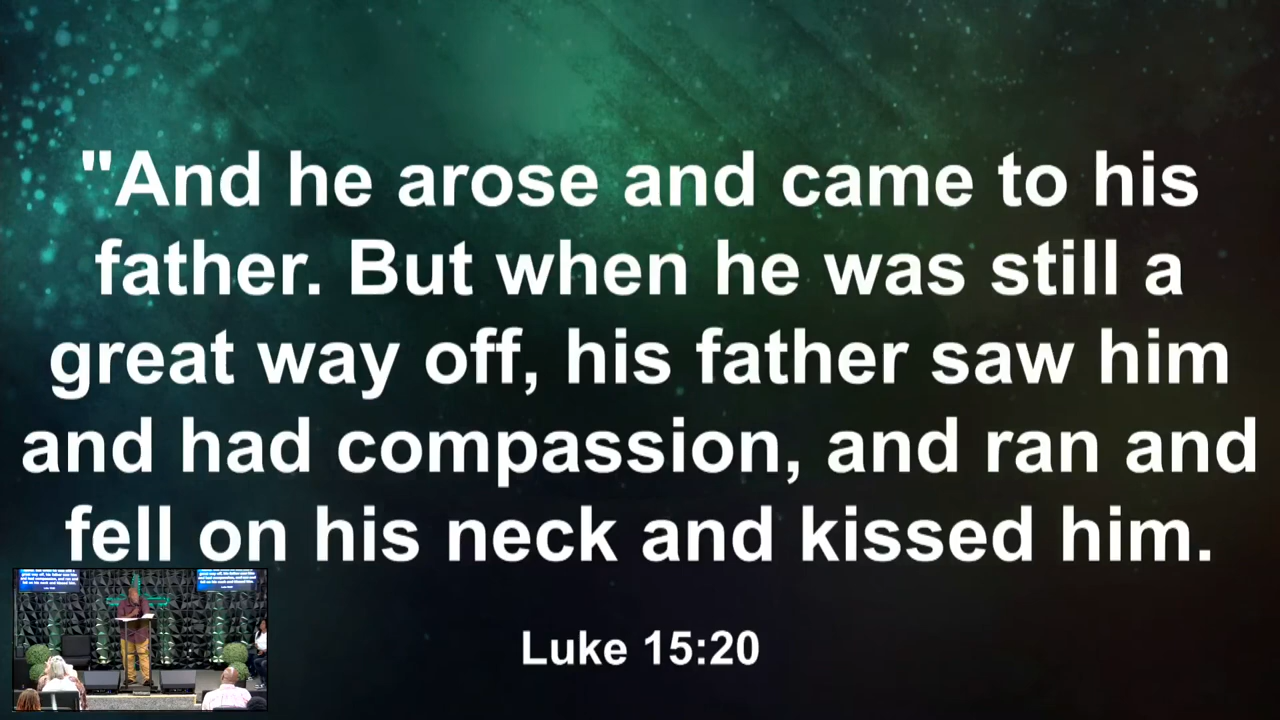 "And he arose and came to his
father. But when he was still a
great way off, his father saw him
and had compassion, and ran and
fell on his neck and kissed him.
Luke 15:20